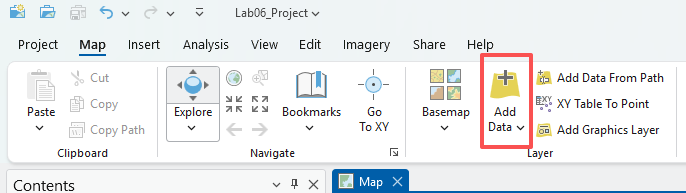 Lab06_Project
Project Map Insert Analysis View Edit Imagery Share Help
Paste
Cut
Copy
Copy Path
Clipboard
Explore
Bookmarks
Go
To XY
Navigate
Basemap
Add
Data
Add Data From Path
XY Table To Point
Add Graphics Layer
Layer
Contents
Map